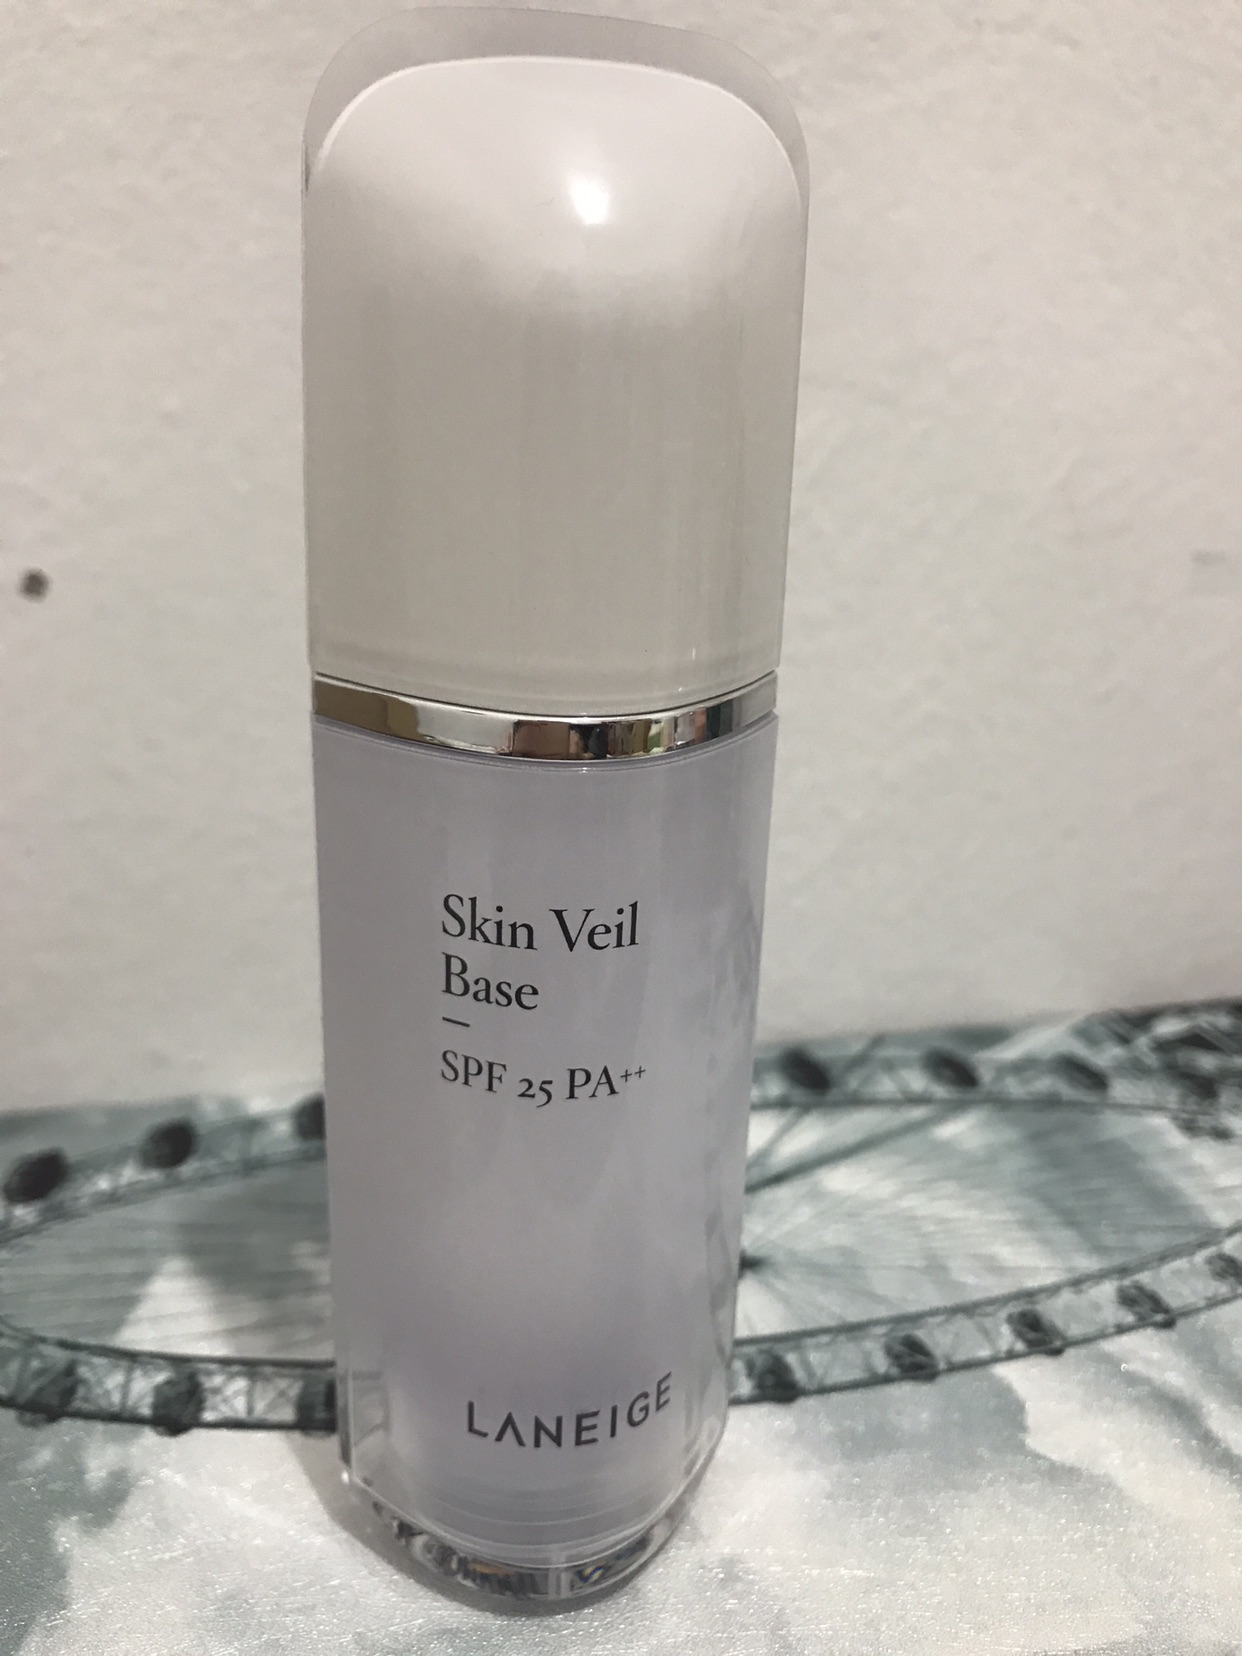 Skin Veil
Base
—
SPF 25 PA++
LANEIGE